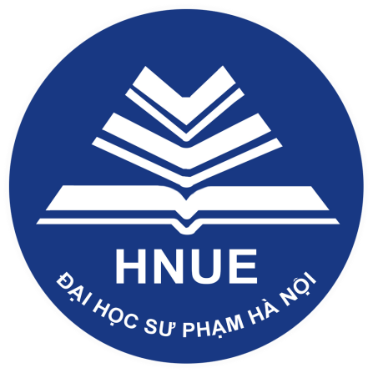 HNUE
ĐẠI HỌC SƯ PHẠM HÀ NỘI